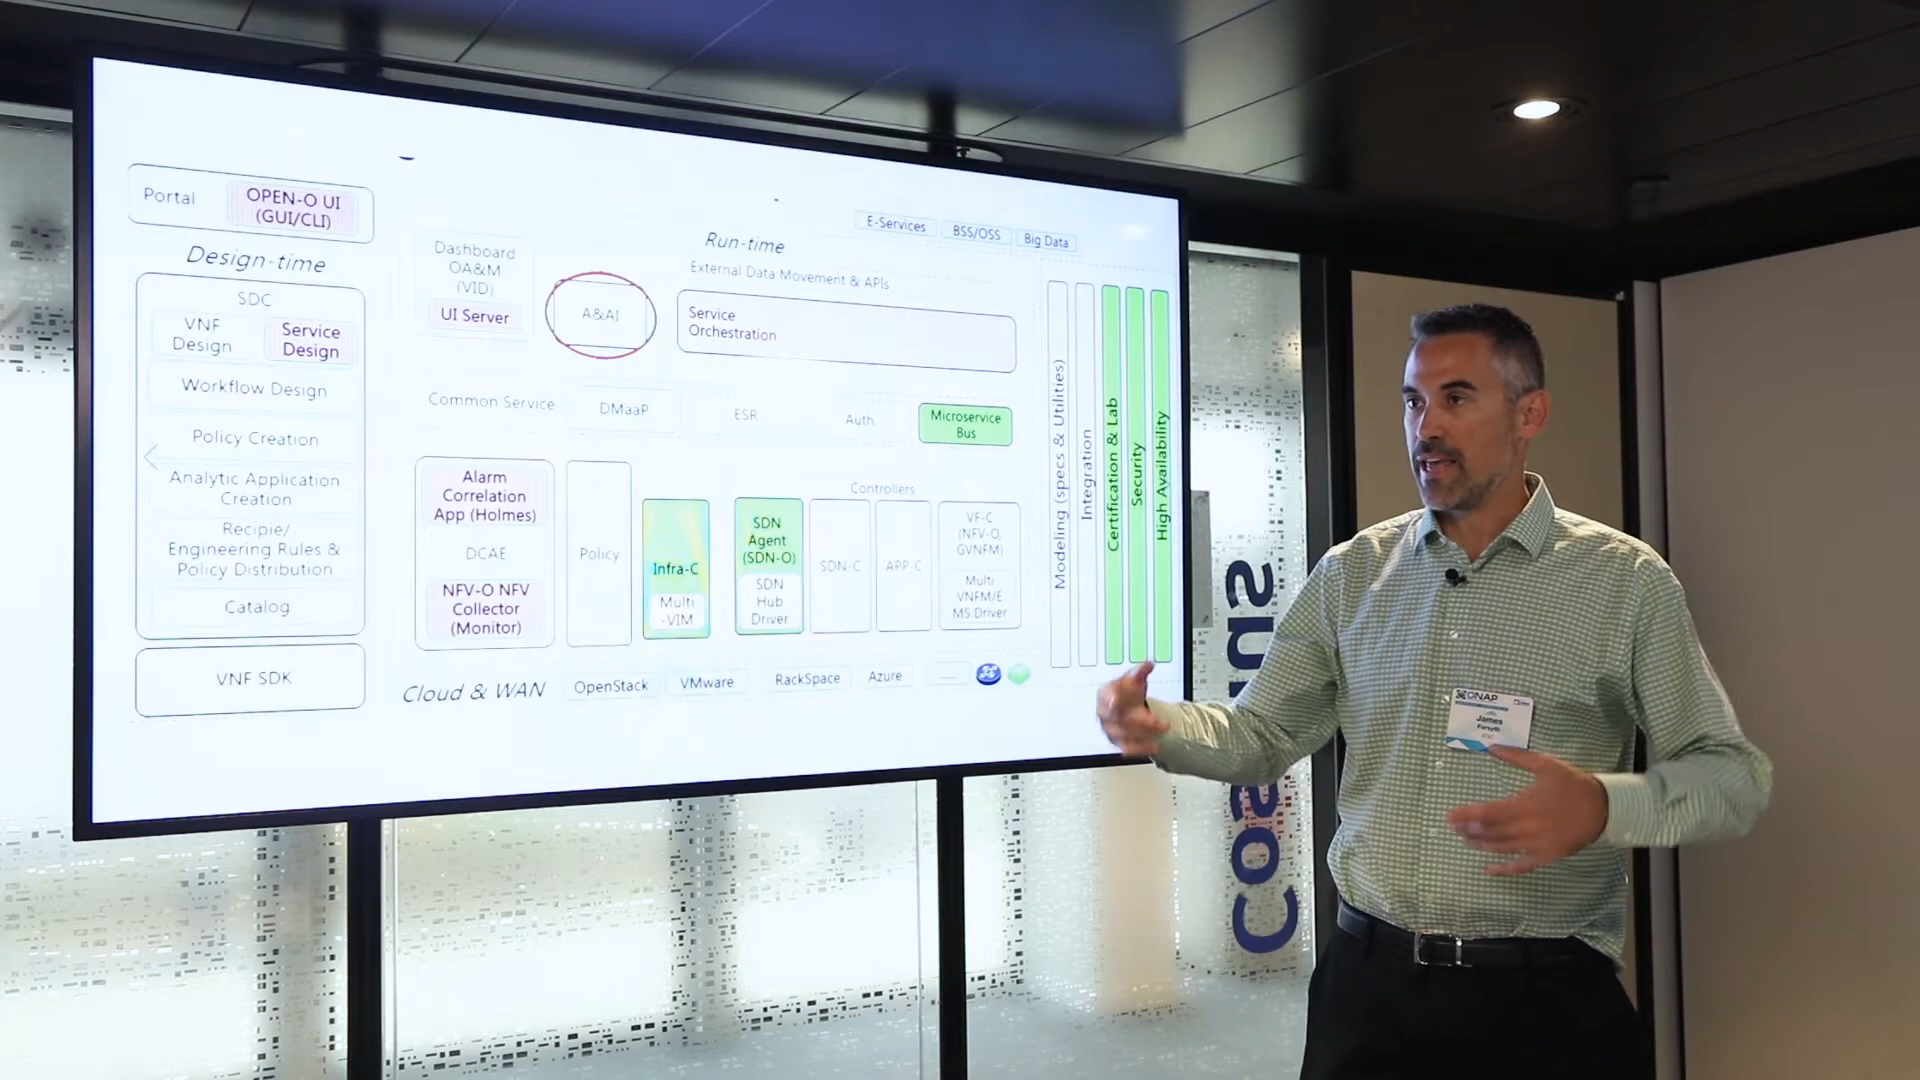 Portal
OPEN-O UI
(GUI/CLI)
Design-time
SDC
VNF
Design
Service
Design
Workflow Design
Policy Creation
Analytic Application
Creation
Recipie/
Engineering Rules &
Policy Distribution
Catalog
VNF SDK
Dashboard
OA&M
(VID)
UI Server
A&AI
Run-time
External Data Movement & APIs
E-Services
BSS/OSS
Big Data
Service
Orchestration
Common Service
DMaaP
ESR
Auth
Microservice
Bus
Alarm
Correlation
App (Holmes)
DCAE
NFV-O NFV
Collector
(Monitor)
Policy
Infra-C
Multi
-VIM
SDN
Agent
(SDN-O)
SDN
Hub
Driver
Controllers
SDN-C
APP-C
VF-C
(NFV-O,
GVNFM)
Multi
VNFM/E
MS Driver
Cloud & WAN
OpenStack
VMware
RackSpace
Azure
Modeling (specs & Utilities)
Integration
Certification & Lab
Security
High Availability
ONAP
James
Forsyth
AT&T